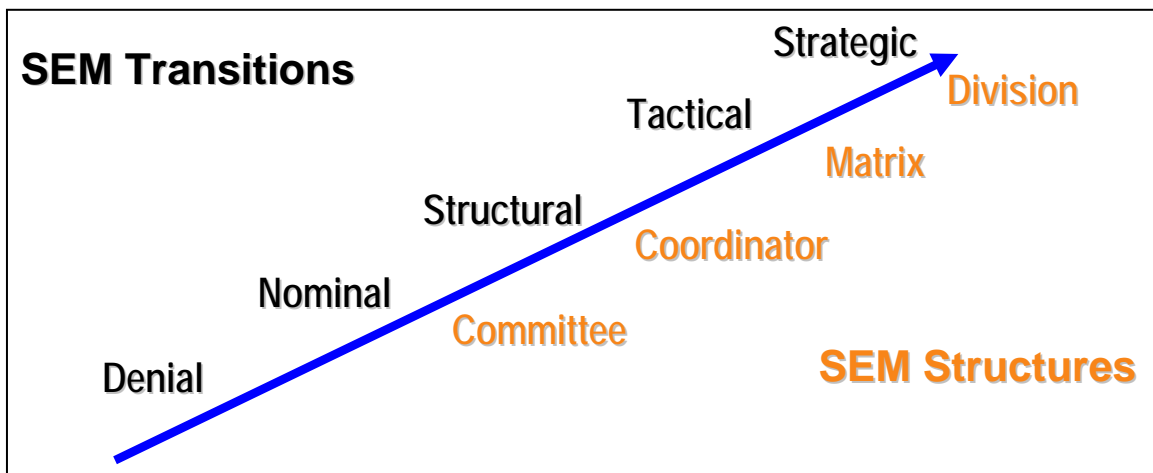 SEM Transitions
Strategic
Division
Tactical
Matrix
Structural
Coordinator
Nominal
Committee
Denial
SEM Structures